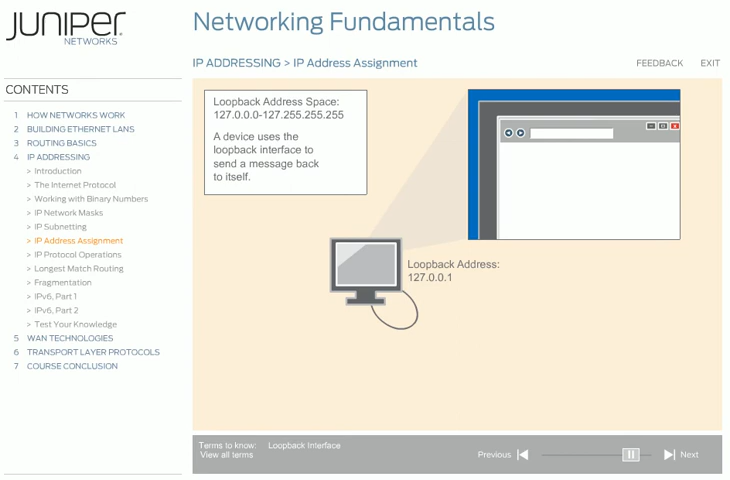 JUNIPER
NETWORKS
Networking Fundamentals
IP ADDRESSING > IP Address Assignment
FEEDBACK
EXIT
CONTENTS
1 HOW NETWORKS WORK
2 BUILDING ETHERNET LANS
3 ROUTING BASICS
4 IP ADDRESSING
> Introduction
> The Internet Protocol
> Working with Binary Numbers
> IP Network Masks
> IP Subnetting
> IP Address Assignment
> IP Protocol Operations
> Longest Match Routing
> Fragmentation
> IPv6, Part 1
> IPv6, Part 2
> Test Your Knowledge
5 WAN TECHNOLOGIES
6 TRANSPORT LAYER PROTOCOLS
7 COURSE CONCLUSION
Loopback Address Space:
127.0.0.0-127.255.255.255
A device uses the
loopback interface to
send a message back
to itself.
Loopback Address:
127.0.0.1
Terms to know: Loopback Interface
View all terms
Previous
Next